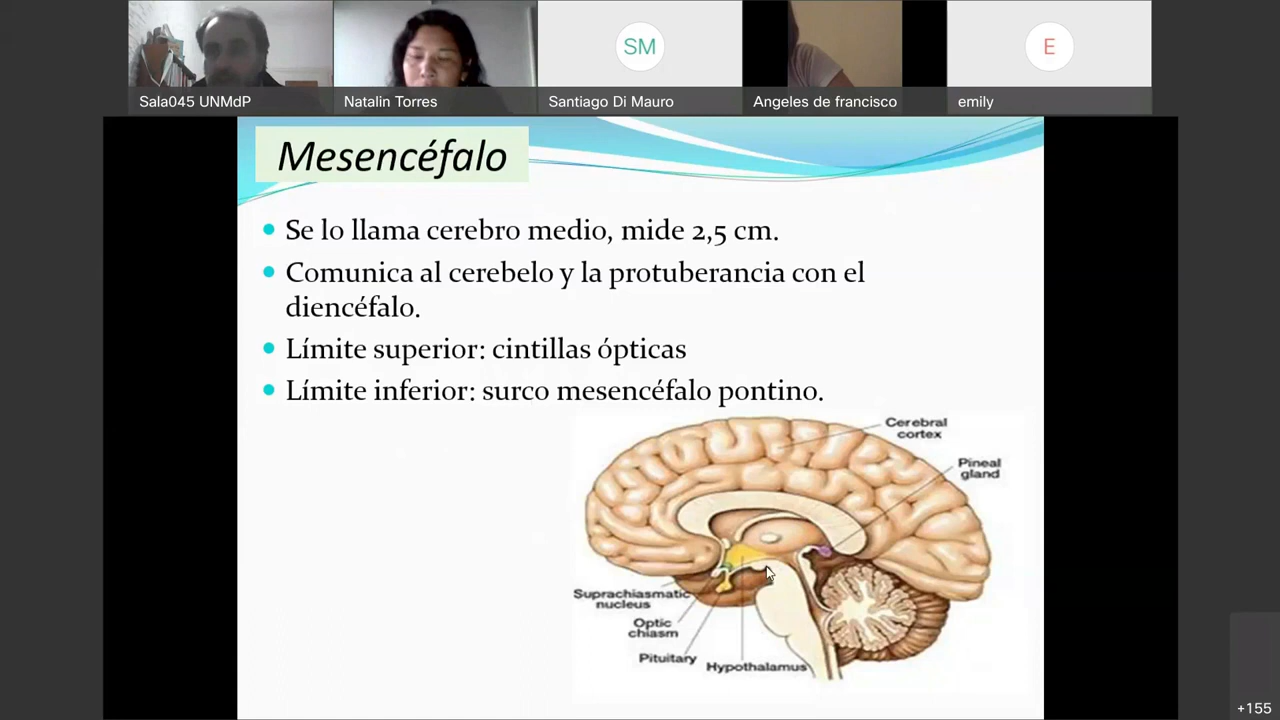 SM
E
Sala045 UNMdP
Natalin Torres
Santiago Di Mauro
Angeles de francisco
emily
Mesencéfalo
Se lo llama cerebro medio, mide 2,5 cm.
Comunica al cerebelo y la protuberancia con el
diencéfalo.
Límite superior: cintillas ópticas
Límite inferior: surco mesencéfalo pontino.
Cerebral
cortex
Pineal
gland
Suprachiasmatic
nucleus
Optic
chiasm
Pituitary
Hypothalamus
+155